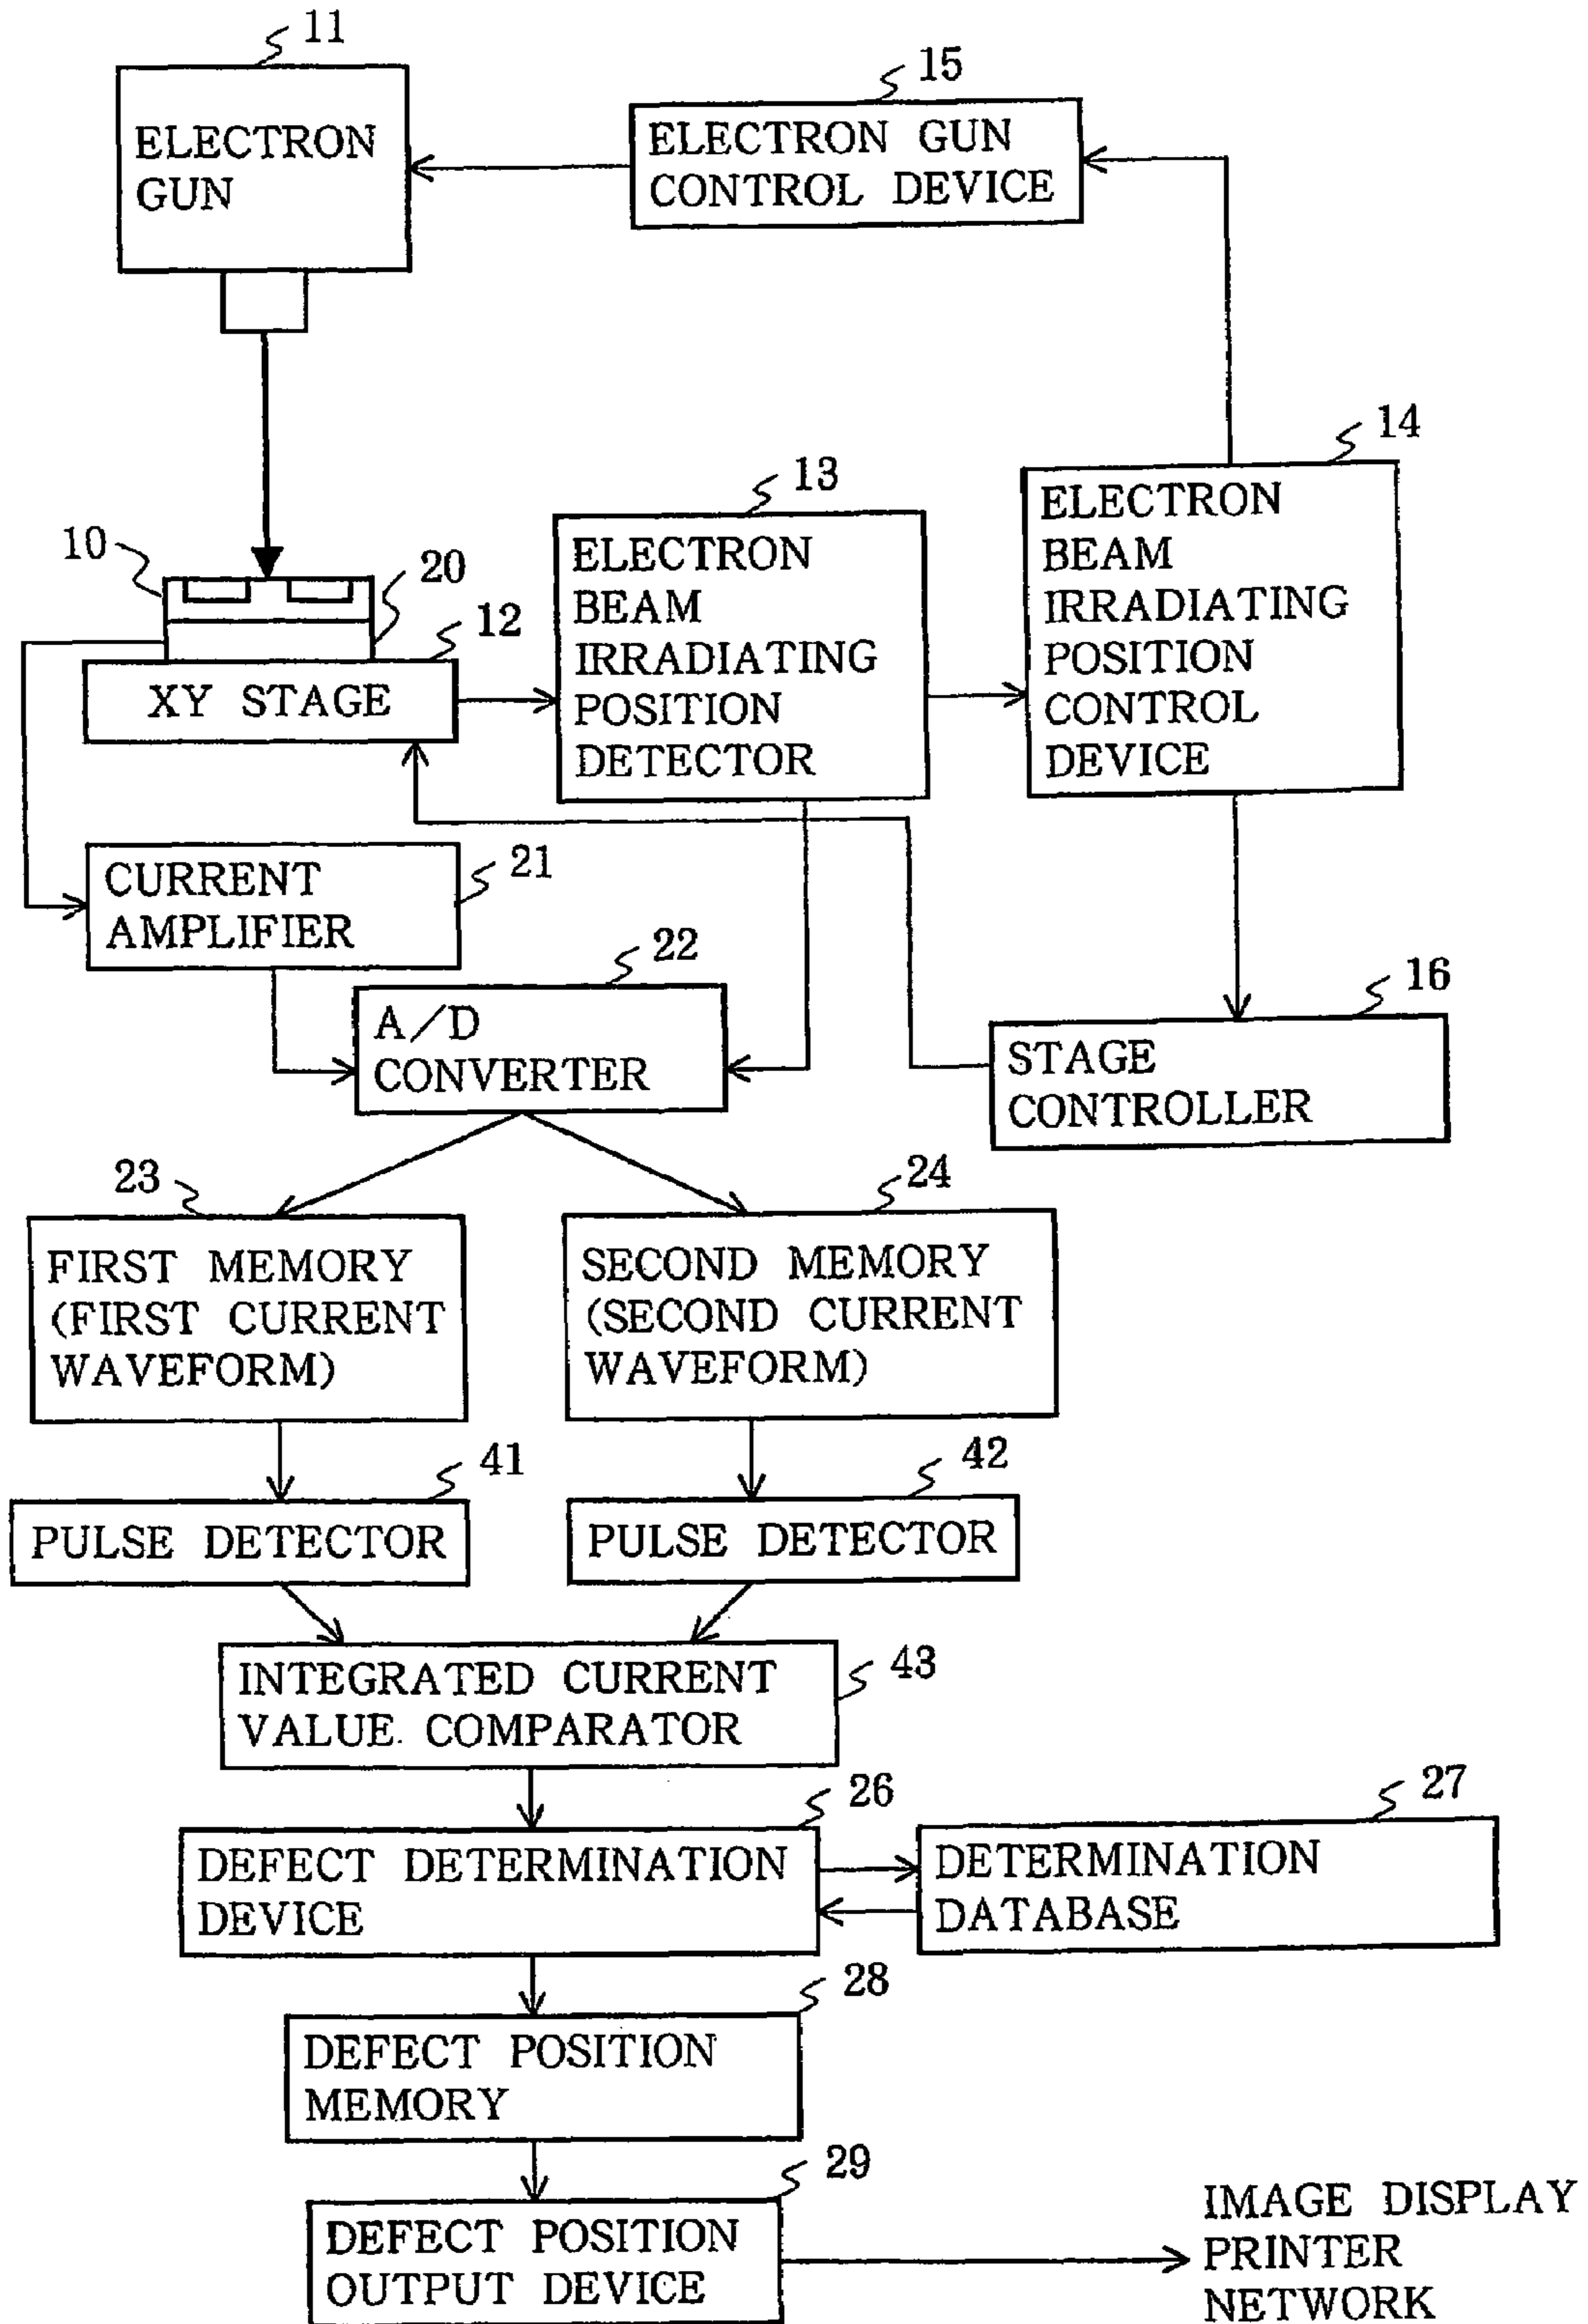 11
ELECTRON
GUN
15
ELECTRON GUN
CONTROL DEVICE
14
ELECTRON
BEAM
IRRADIATING
POSITION
CONTROL
DEVICE
13
ELECTRON
BEAM
IRRADIATING
POSITION
DETECTOR
10
20
12
XY STAGE
CURRENT
AMPLIFIER
21
22
A/D
CONVERTER
16
STAGE
CONTROLLER
23
FIRST MEMORY
(FIRST CURRENT
WAVEFORM)
24
SECOND MEMORY
(SECOND CURRENT
WAVEFORM)
41
PULSE DETECTOR
42
PULSE DETECTOR
INTEGRATED CURRENT
VALUE COMPARATOR
43
26
DEFECT DETERMINATION
DEVICE
27
DETERMINATION
DATABASE
28
DEFECT POSITION
MEMORY
29
DEFECT POSITION
OUTPUT DEVICE
IMAGE DISPLAY
PRINTER
NETWORK